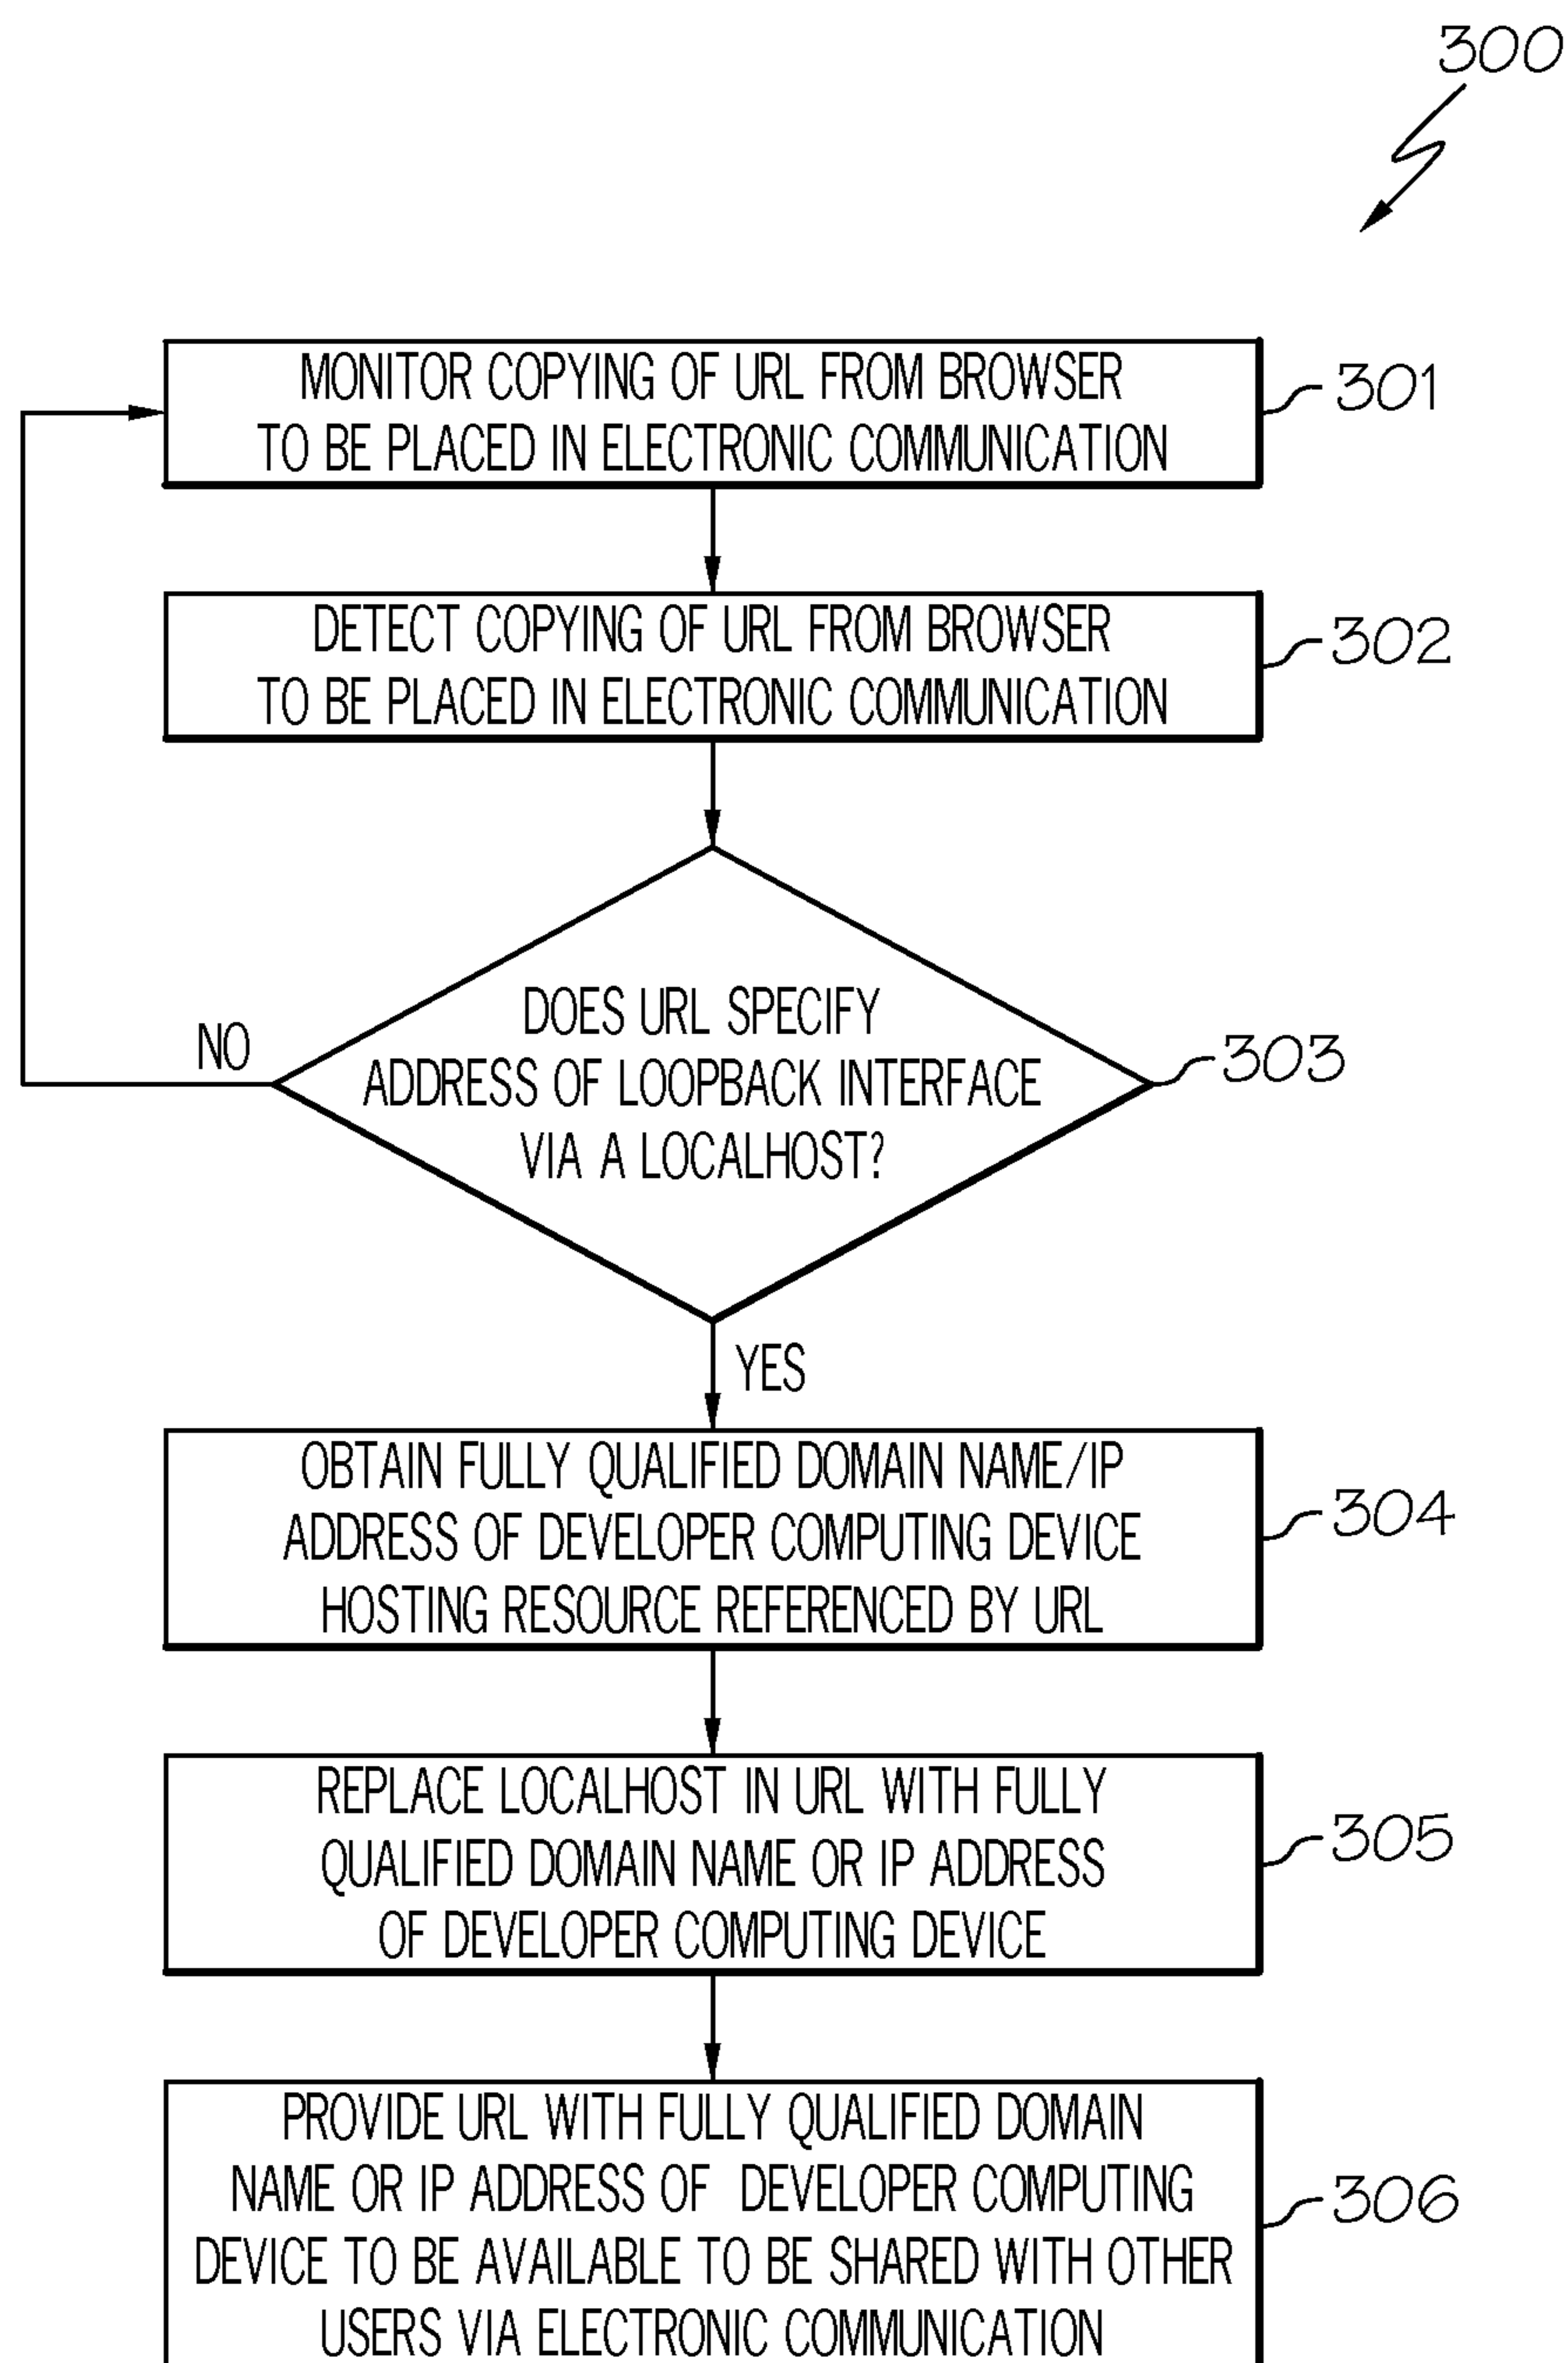 300
MONITOR COPYING OF URL FROM BROWSER
TO BE PLACED IN ELECTRONIC COMMUNICATION
301
DETECT COPYING OF URL FROM BROWSER
TO BE PLACED IN ELECTRONIC COMMUNICATION
302
DOES URL SPECIFY
ADDRESS OF LOOPBACK INTERFACE
VIA A LOCALHOST?
303
NO
YES
OBTAIN FULLY QUALIFIED DOMAIN NAME/IP
ADDRESS OF DEVELOPER COMPUTING DEVICE
HOSTING RESOURCE REFERENCED BY URL
304
REPLACE LOCALHOST IN URL WITH FULLY
QUALIFIED DOMAIN NAME OR IP ADDRESS
OF DEVELOPER COMPUTING DEVICE
305
PROVIDE URL WITH FULLY QUALIFIED DOMAIN
NAME OR IP ADDRESS OF DEVELOPER COMPUTING
DEVICE TO BE AVAILABLE TO BE SHARED WITH OTHER
USERS VIA ELECTRONIC COMMUNICATION
306